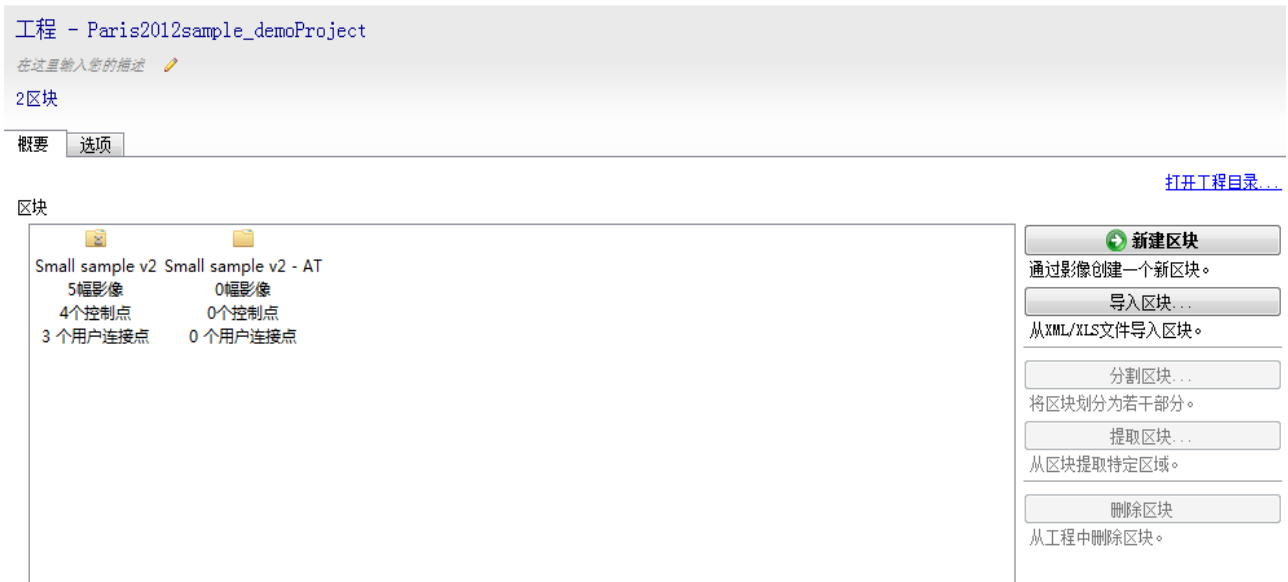 工程 - Paris2012sample_demoProject
在这里输入您的描述
2区块
概要 选项
打开工程目录...
区块
Small sample v2 Small sample v2 - AT
5幅影像 0幅影像
4个控制点 0个控制点
3 个用户连接点 0 个用户连接点
新建区块
通过影像创建一个新区块。
导入区块...
从XML/XLS文件导入区块。
分割区块...
将区块划分为若干部分。
提取区块...
从区块提取特定区域。
删除区块
从工程中删除区块。